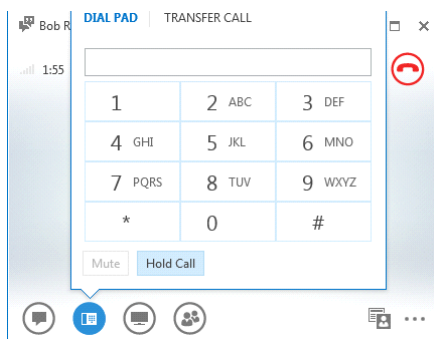 Bob R
DIAL PAD TRANSFER CALL
1:55
1 2 ABC 3 DEF
4 GHI 5 JKL 6 MNO
7 PQRS 8 TUV 9 WXYZ
* 0 #
Mute Hold Call